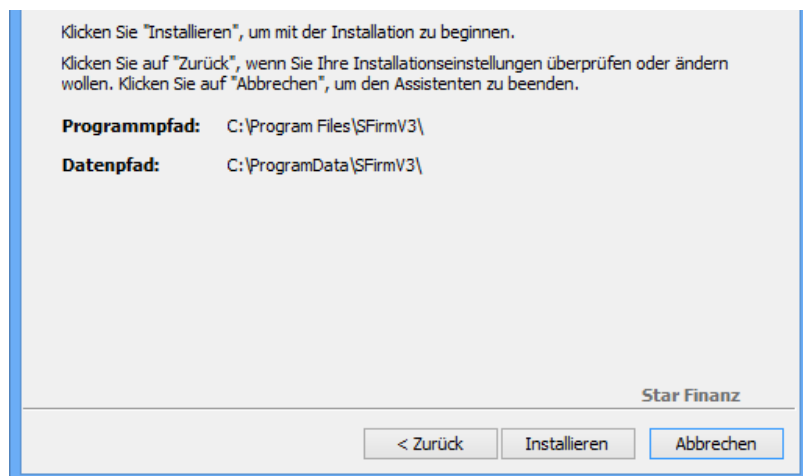 Klicken Sie "Installieren", um mit der Installation zu beginnen.
Klicken Sie auf "Zurück", wenn Sie Ihre Installationseinstellungen überprüfen oder ändern
wollen. Klicken Sie auf "Abbrechen", um den Assistenten zu beenden.
Programmpfad: C:\Program Files\SFirmV3\
Datenpfad: C:\ProgramData\SFirmV3\
Star Finanz
< Zurück Installieren Abbrechen